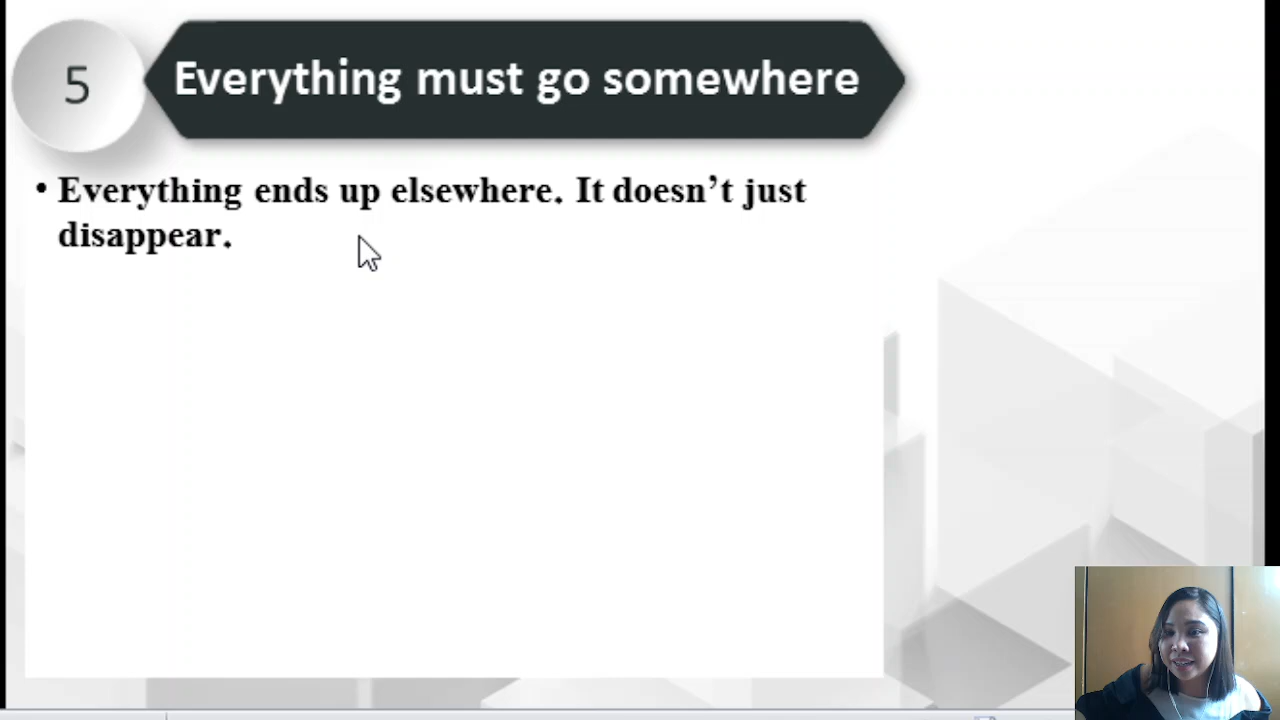 5
Everything must go somewhere
• Everything ends up elsewhere. It doesn’t just
disappear.